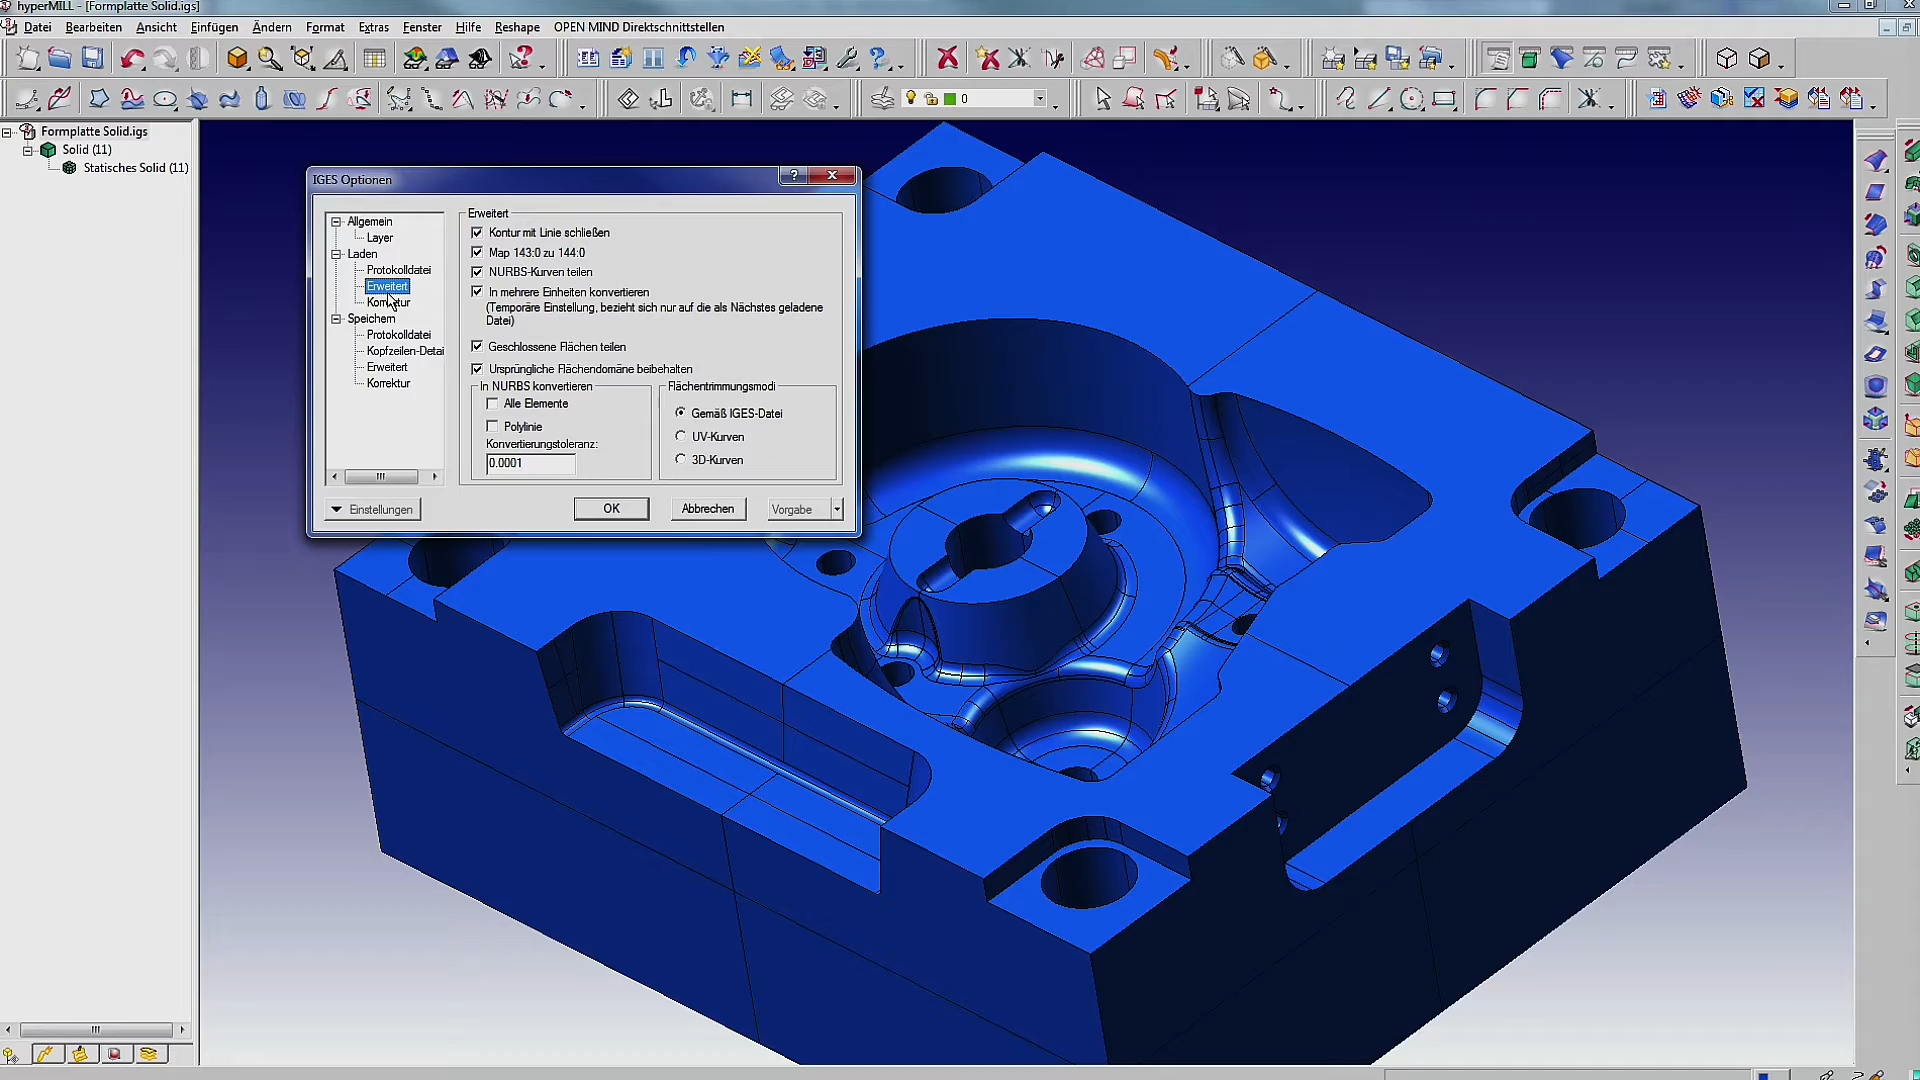 hyperMILL - [Formplatte Solid.igs]
Datei Bearbeiten Ansicht Einfügen Ändern Format Extras Fenster Hilfe Reshape OPEN MIND Direktschnittstellen
0
Formplatte Solid.igs
Solid (11)
Statisches Solid (11)
IGES Optionen
Allgemein
Layer
Laden
Protokolldatei
Erweitert
Korrektur
Speichern
Protokolldatei
Kopfzeilen-Detai
Erweitert
Korrektur
Erweitert
Kontur mit Linie schließen
Map 143:0 zu 144:0
NURBS-Kurven teilen
In mehrere Einheiten konvertieren
(Temporäre Einstellung, bezieht sich nur auf die als Nächstes geladene
Datei)
Geschlossene Flächen teilen
Ursprüngliche Flächendomäne beibehalten
In NURBS konvertieren
Alle Elemente
Polylinie
Konvertierungstoleranz:
0.0001
Flächentrimmungsmodi
Gemäß IGES-Datei
UV-Kurven
3D-Kurven
Einstellungen
OK
Abbrechen
Vorgabe